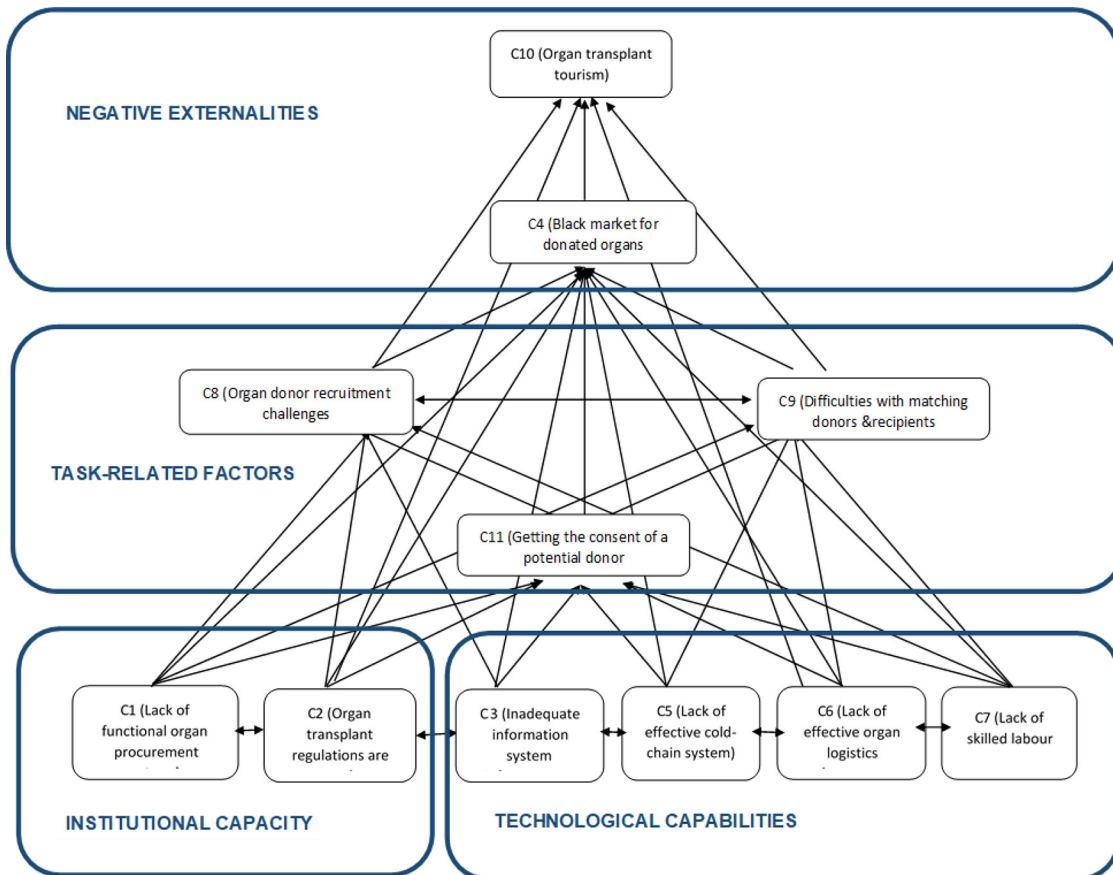 C10 (Organ transplant
tourism)
NEGATIVE EXTERNALITIES
C4 (Black market for
donated organs
C8 (Organ donor recruitment
challenges
C9 (Difficulties with matching
donors &recipients
TASK-RELATED FACTORS
C11 (Getting the consent of a
potential donor
C1 (Lack of
functional organ
procurement
C2 (Organ
transplant
regulations are
C3 (Inadequate
information
system
C5 (Lack of
effective cold-
chain system)
C6 (Lack of
effective organ
logistics
C7 (Lack of
skilled labour
INSTITUTIONAL CAPACITY
TECHNOLOGICAL CAPABILITIES